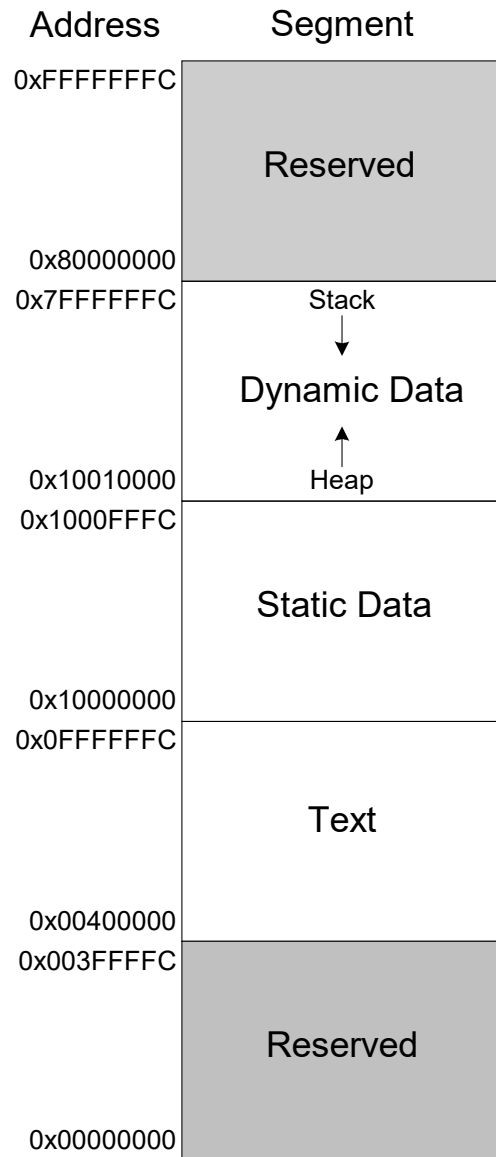 Address Segment
0xFFFFFFFC
Reserved
0x80000000
0x7FFFFFFC Stack
Dynamic Data
0x10010000 Heap
0x1000FFFC
Static Data
0x10000000
0x0FFFFFFC
Text
0x00400000
0x003FFFFC
Reserved
0x00000000